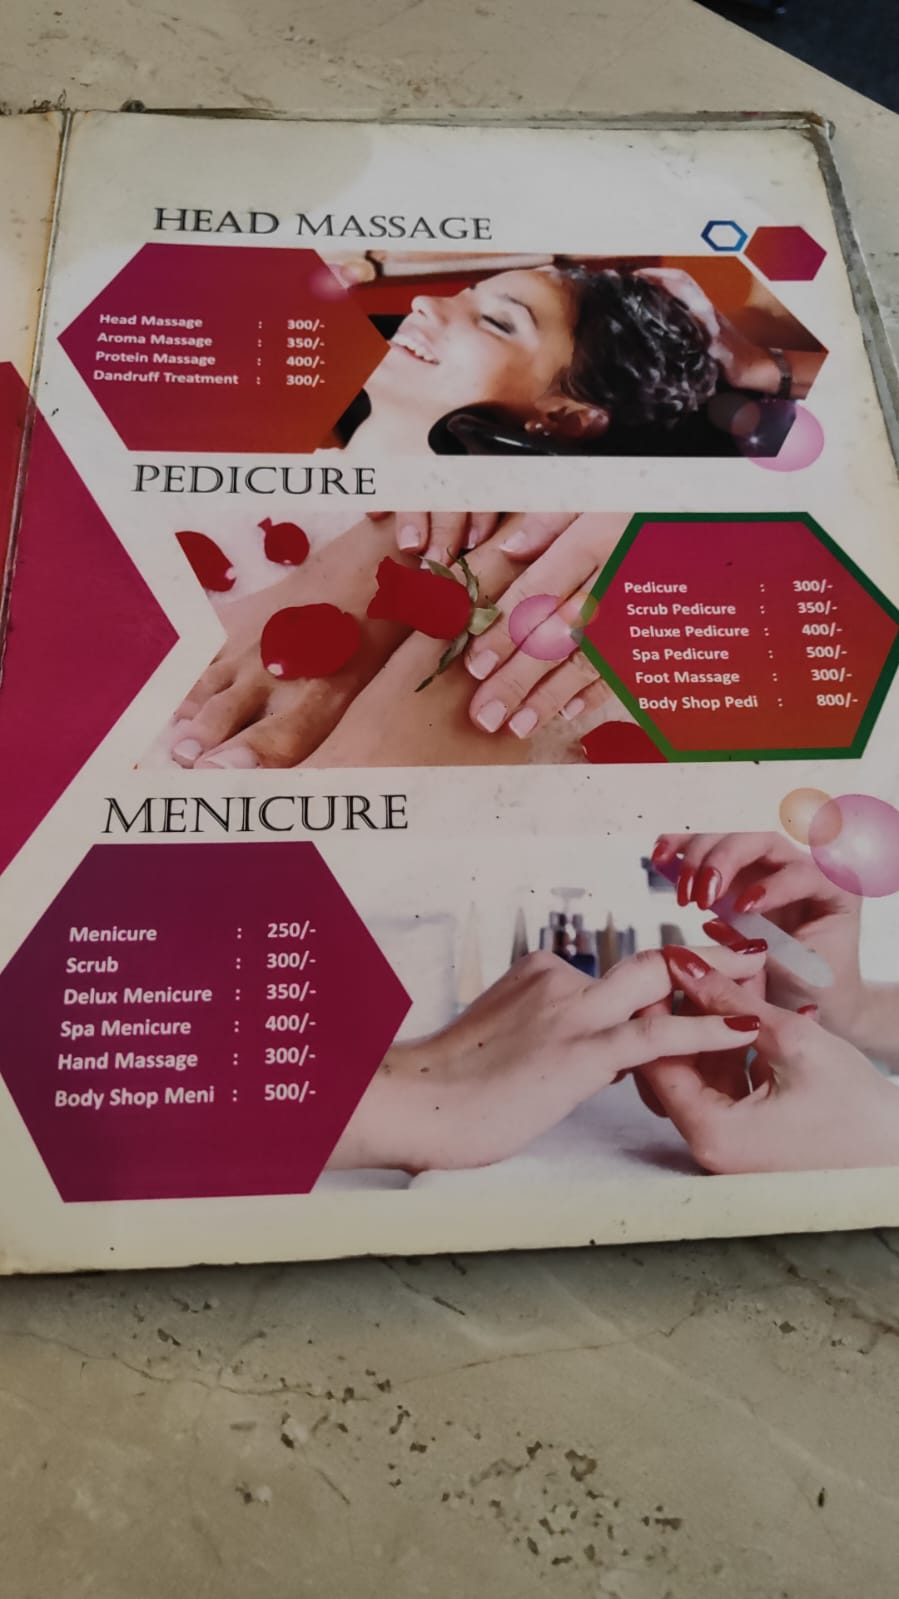 HEAD MASSAGE
Head Massage : 300/-
Aroma Massage : 350/-
Protein Massage : 400/-
Dandruff Treatment : 300/-
PEDICURE
Pedicure : 300/-
Scrub Pedicure : 350/-
Deluxe Pedicure : 400/-
Spa Pedicure : 500/-
Foot Massage : 300/-
Body Shop Pedi : 800/-
MENICURE
Menicure : 250/-
Scrub : 300/-
Delux Menicure : 350/-
Spa Menicure : 400/-
Hand Massage : 300/-
Body Shop Meni : 500/-